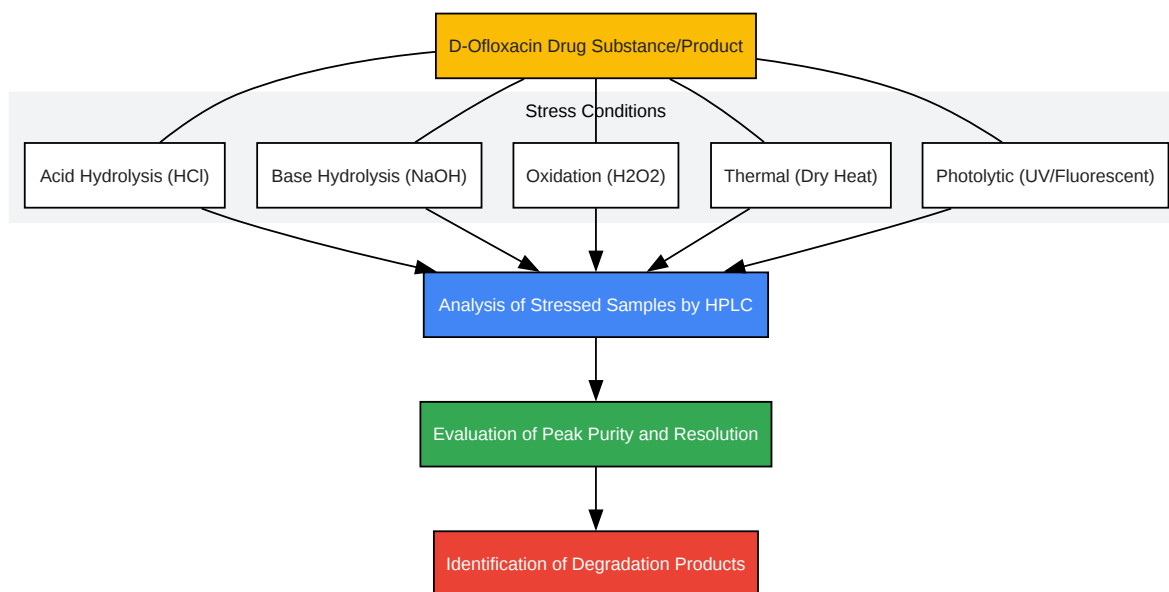 D-Ofloxacin Drug Substance/Product
Stress Conditions
Acid Hydrolysis (HCl)
Base Hydrolysis (NaOH)
Oxidation (H2O2)
Thermal (Dry Heat)
Photolytic (UV/Fluorescent)
Analysis of Stressed Samples by HPLC
Evaluation of Peak Purity and Resolution
Identification of Degradation Products